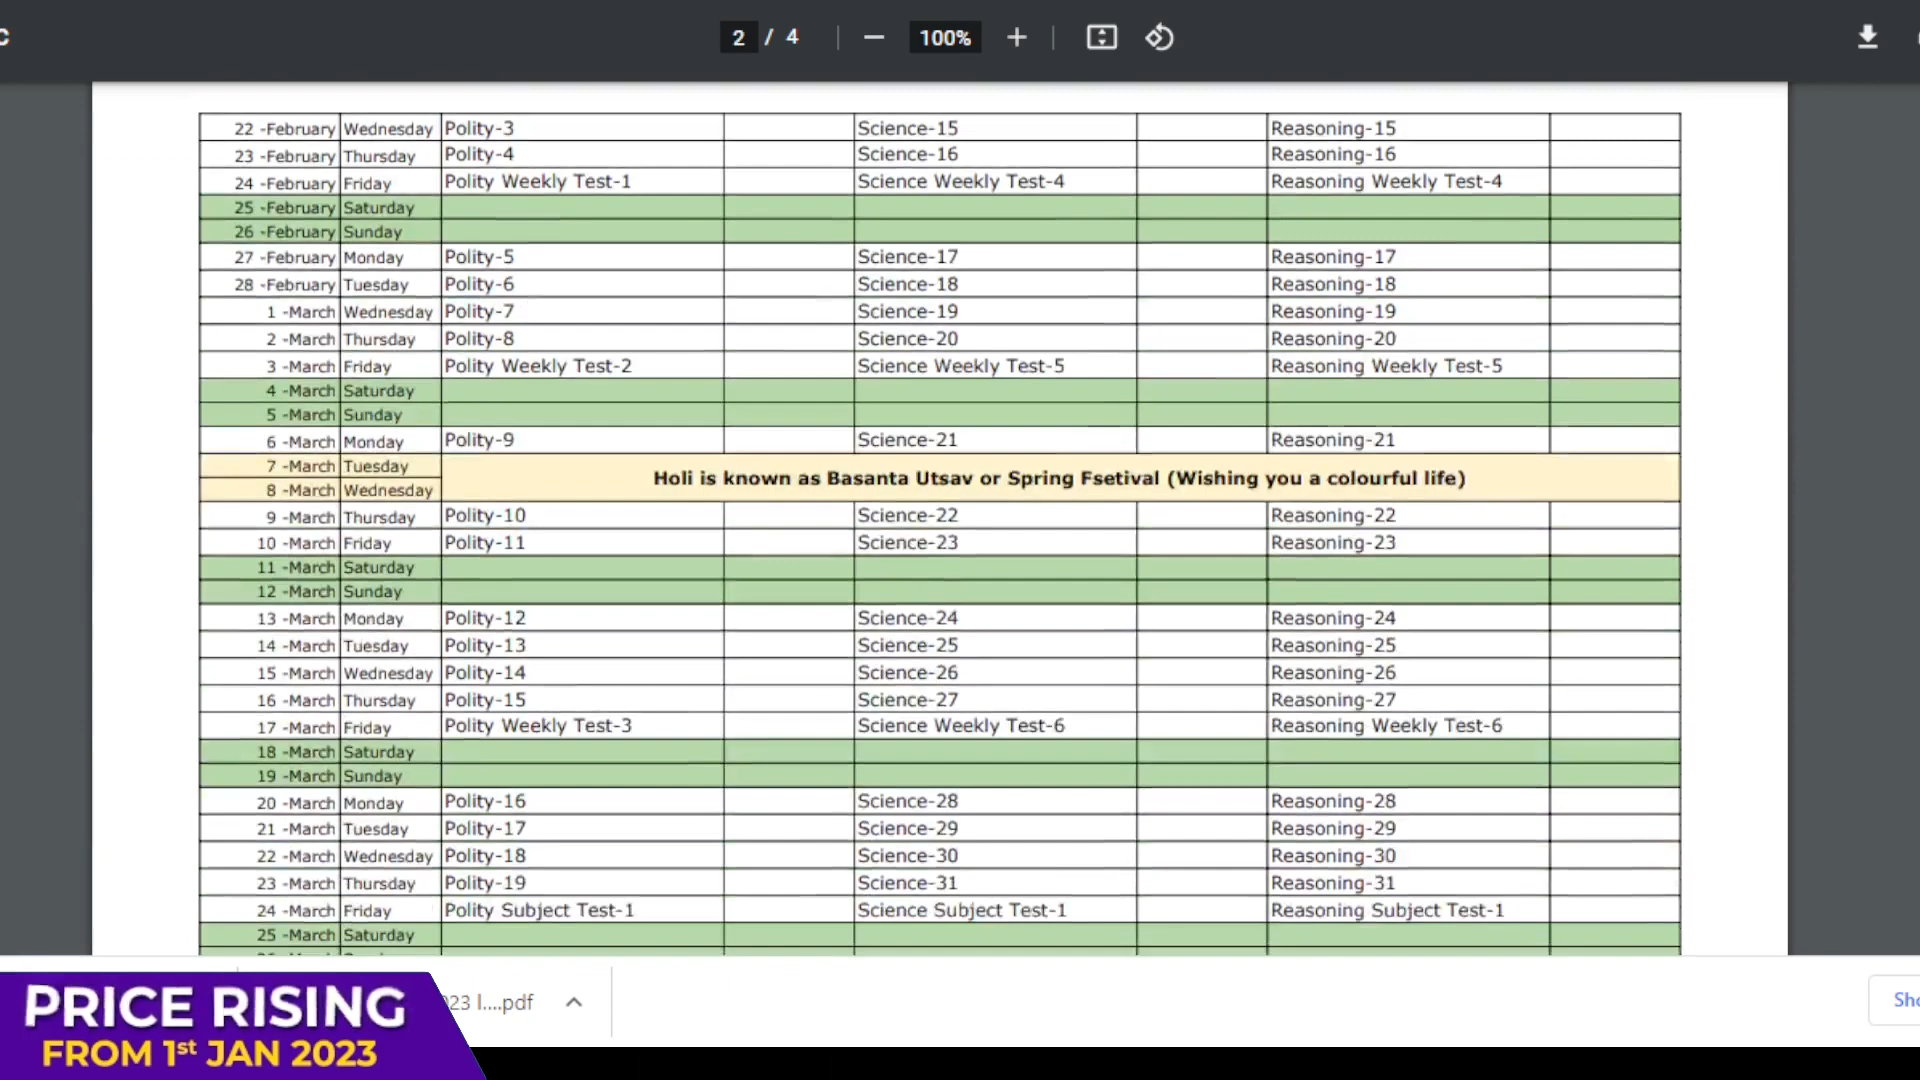 2 / 4 100%
22 -February Wednesday Polity-3 Science-15 Reasoning-15
23 -February Thursday Polity-4 Science-16 Reasoning-16
24 -February Friday Polity Weekly Test-1 Science Weekly Test-4 Reasoning Weekly Test-4
25 -February Saturday
26 -February Sunday
27 -February Monday Polity-5 Science-17 Reasoning-17
28 -February Tuesday Polity-6 Science-18 Reasoning-18
1 -March Wednesday Polity-7 Science-19 Reasoning-19
2 -March Thursday Polity-8 Science-20 Reasoning-20
3 -March Friday Polity Weekly Test-2 Science Weekly Test-5 Reasoning Weekly Test-5
4 -March Saturday
5 -March Sunday
6 -March Monday Polity-9 Science-21 Reasoning-21
7 -March Tuesday
Holi is known as Basanta Utsav or Spring Fsetival (Wishing you a colourful life)
8 -March Wednesday
9 -March Thursday Polity-10 Science-22 Reasoning-22
10 -March Friday Polity-11 Science-23 Reasoning-23
11 -March Saturday
12 -March Sunday
13 -March Monday Polity-12 Science-24 Reasoning-24
14 -March Tuesday Polity-13 Science-25 Reasoning-25
15 -March Wednesday Polity-14 Science-26 Reasoning-26
16 -March Thursday Polity-15 Science-27 Reasoning-27
17 -March Friday Polity Weekly Test-3 Science Weekly Test-6 Reasoning Weekly Test-6
18 -March Saturday
19 -March Sunday
20 -March Monday Polity-16 Science-28 Reasoning-28
21 -March Tuesday Polity-17 Science-29 Reasoning-29
22 -March Wednesday Polity-18 Science-30 Reasoning-30
23 -March Thursday Polity-19 Science-31 Reasoning-31
24 -March Friday Polity Subject Test-1 Science Subject Test-1 Reasoning Subject Test-1
25 -March Saturday
23 l....pdf
PRICE RISING
FROM 1st JAN 2023